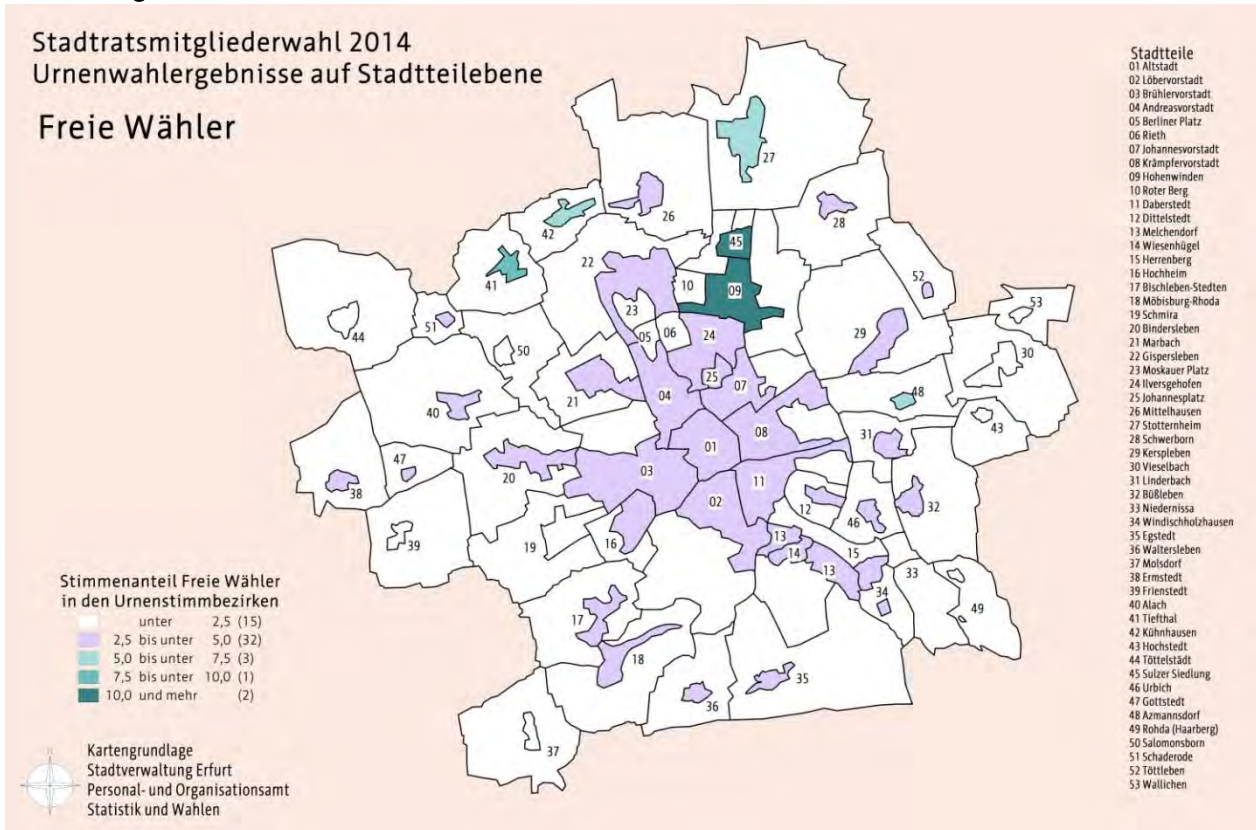 Stadtratsmitgliederwahl 2014
Urnenwahlergebnisse auf Stadtteilebene
Freie Wähler
Stadtteile
01 Altstadt
02 Löbervorstadt
03 Brühlervorstadt
04 Andreasvorstadt
05 Berliner Platz
06 Rieth
07 Johannesvorstadt
08 Krämpfervorstadt
09 Hohenwinden
10 Roter Berg
11 Daberstedt
12 Dittelstedt
13 Melchendorf
14 Wiesenhügel
15 Herrenberg
16 Hochheim
17 Bischleben-Stedten
18 Möbisburg-Rhoda
19 Schmira
20 Bindersleben
21 Marbach
22 Gispersleben
23 Moskauer Platz
24 Ilversgehofen
25 Johannesplatz
26 Mittelhausen
27 Stotternheim
28 Schwerborn
29 Kerspleben
30 Vieselbach
31 Linderbach
32 Büßleben
33 Niedernissa
34 Windischholzhausen
35 Egstedt
36 Waltersleben
37 Molsdorf
38 Ermstedt
39 Frienstedt
40 Alach
41 Tiefthal
42 Kühnhausen
43 Hochstedt
44 Töttelstädt
45 Sulzer Siedlung
46 Urbich
47 Gottstedt
48 Azmannsdorf
49 Rohda (Haarberg)
50 Salomonsborn
51 Schaderode
52 Töttleben
53 Wallichen
27
26
28
42
45
22
52
41
10
09
53
23
51
44
05
06
24
29
50
30
25
07
21
04
48
40
43
08
31
01
47
03
20
11
38
02
12
32
46
39
19
16
13
14
15
13
33
34
49
17
18
35
36
37
Stimmenanteil Freie Wähler
in den Urnenstimmbezirken
unter 2,5 (15)
2,5 bis unter 5,0 (32)
5,0 bis unter 7,5 (3)
7,5 bis unter 10,0 (1)
10,0 und mehr (2)
Kartengrundlage
Stadtverwaltung Erfurt
Personal- und Organisationsamt
Statistik und Wahlen